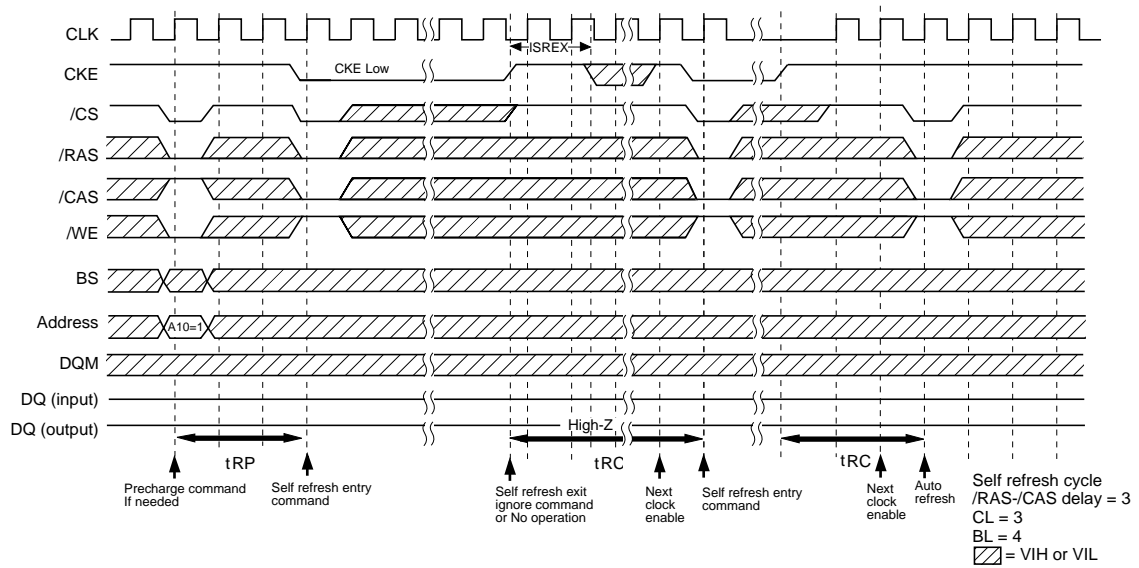 CLK
lSREX
CKE
CKE Low
/CS
/RAS
/CAS
/WE
BS
Address
A10=1
DQM
DQ (input)
DQ (output)
High-Z
tRP
tRC
tRC
Precharge command
If needed
Self refresh entry
command
Self refresh exit
ignore command
or No operation
Next
clock
enable
Self refresh entry
command
Next
clock
enable
Auto
refresh
Self refresh cycle
/RAS-/CAS delay = 3
CL = 3
BL = 4
= VIH or VIL